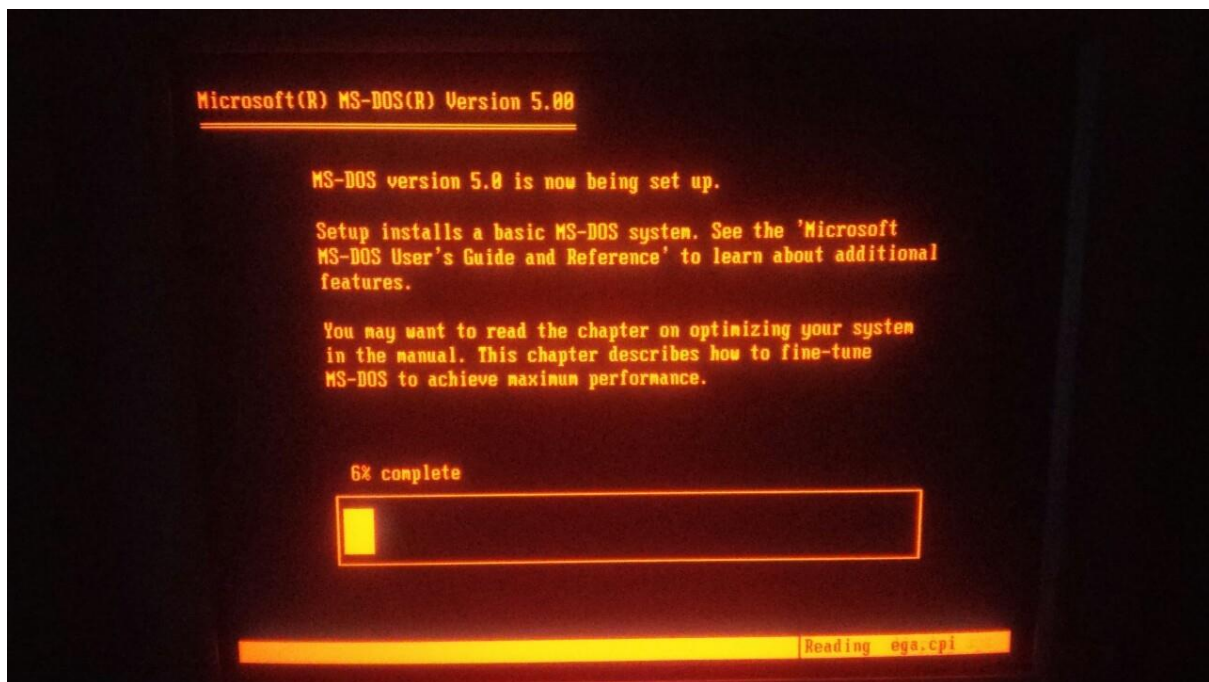 Microsoft(R) MS-DOS(R) Version 5.00
MS-DOS version 5.0 is now being set up.
Setup installs a basic MS-DOS system. See the 'Microsoft
MS-DOS User's Guide and Reference' to learn about additional
features.
You may want to read the chapter on optimizing your system
in the manual. This chapter describes how to fine-tune
MS-DOS to achieve maximum performance.
6% complete
Reading ega.cpi